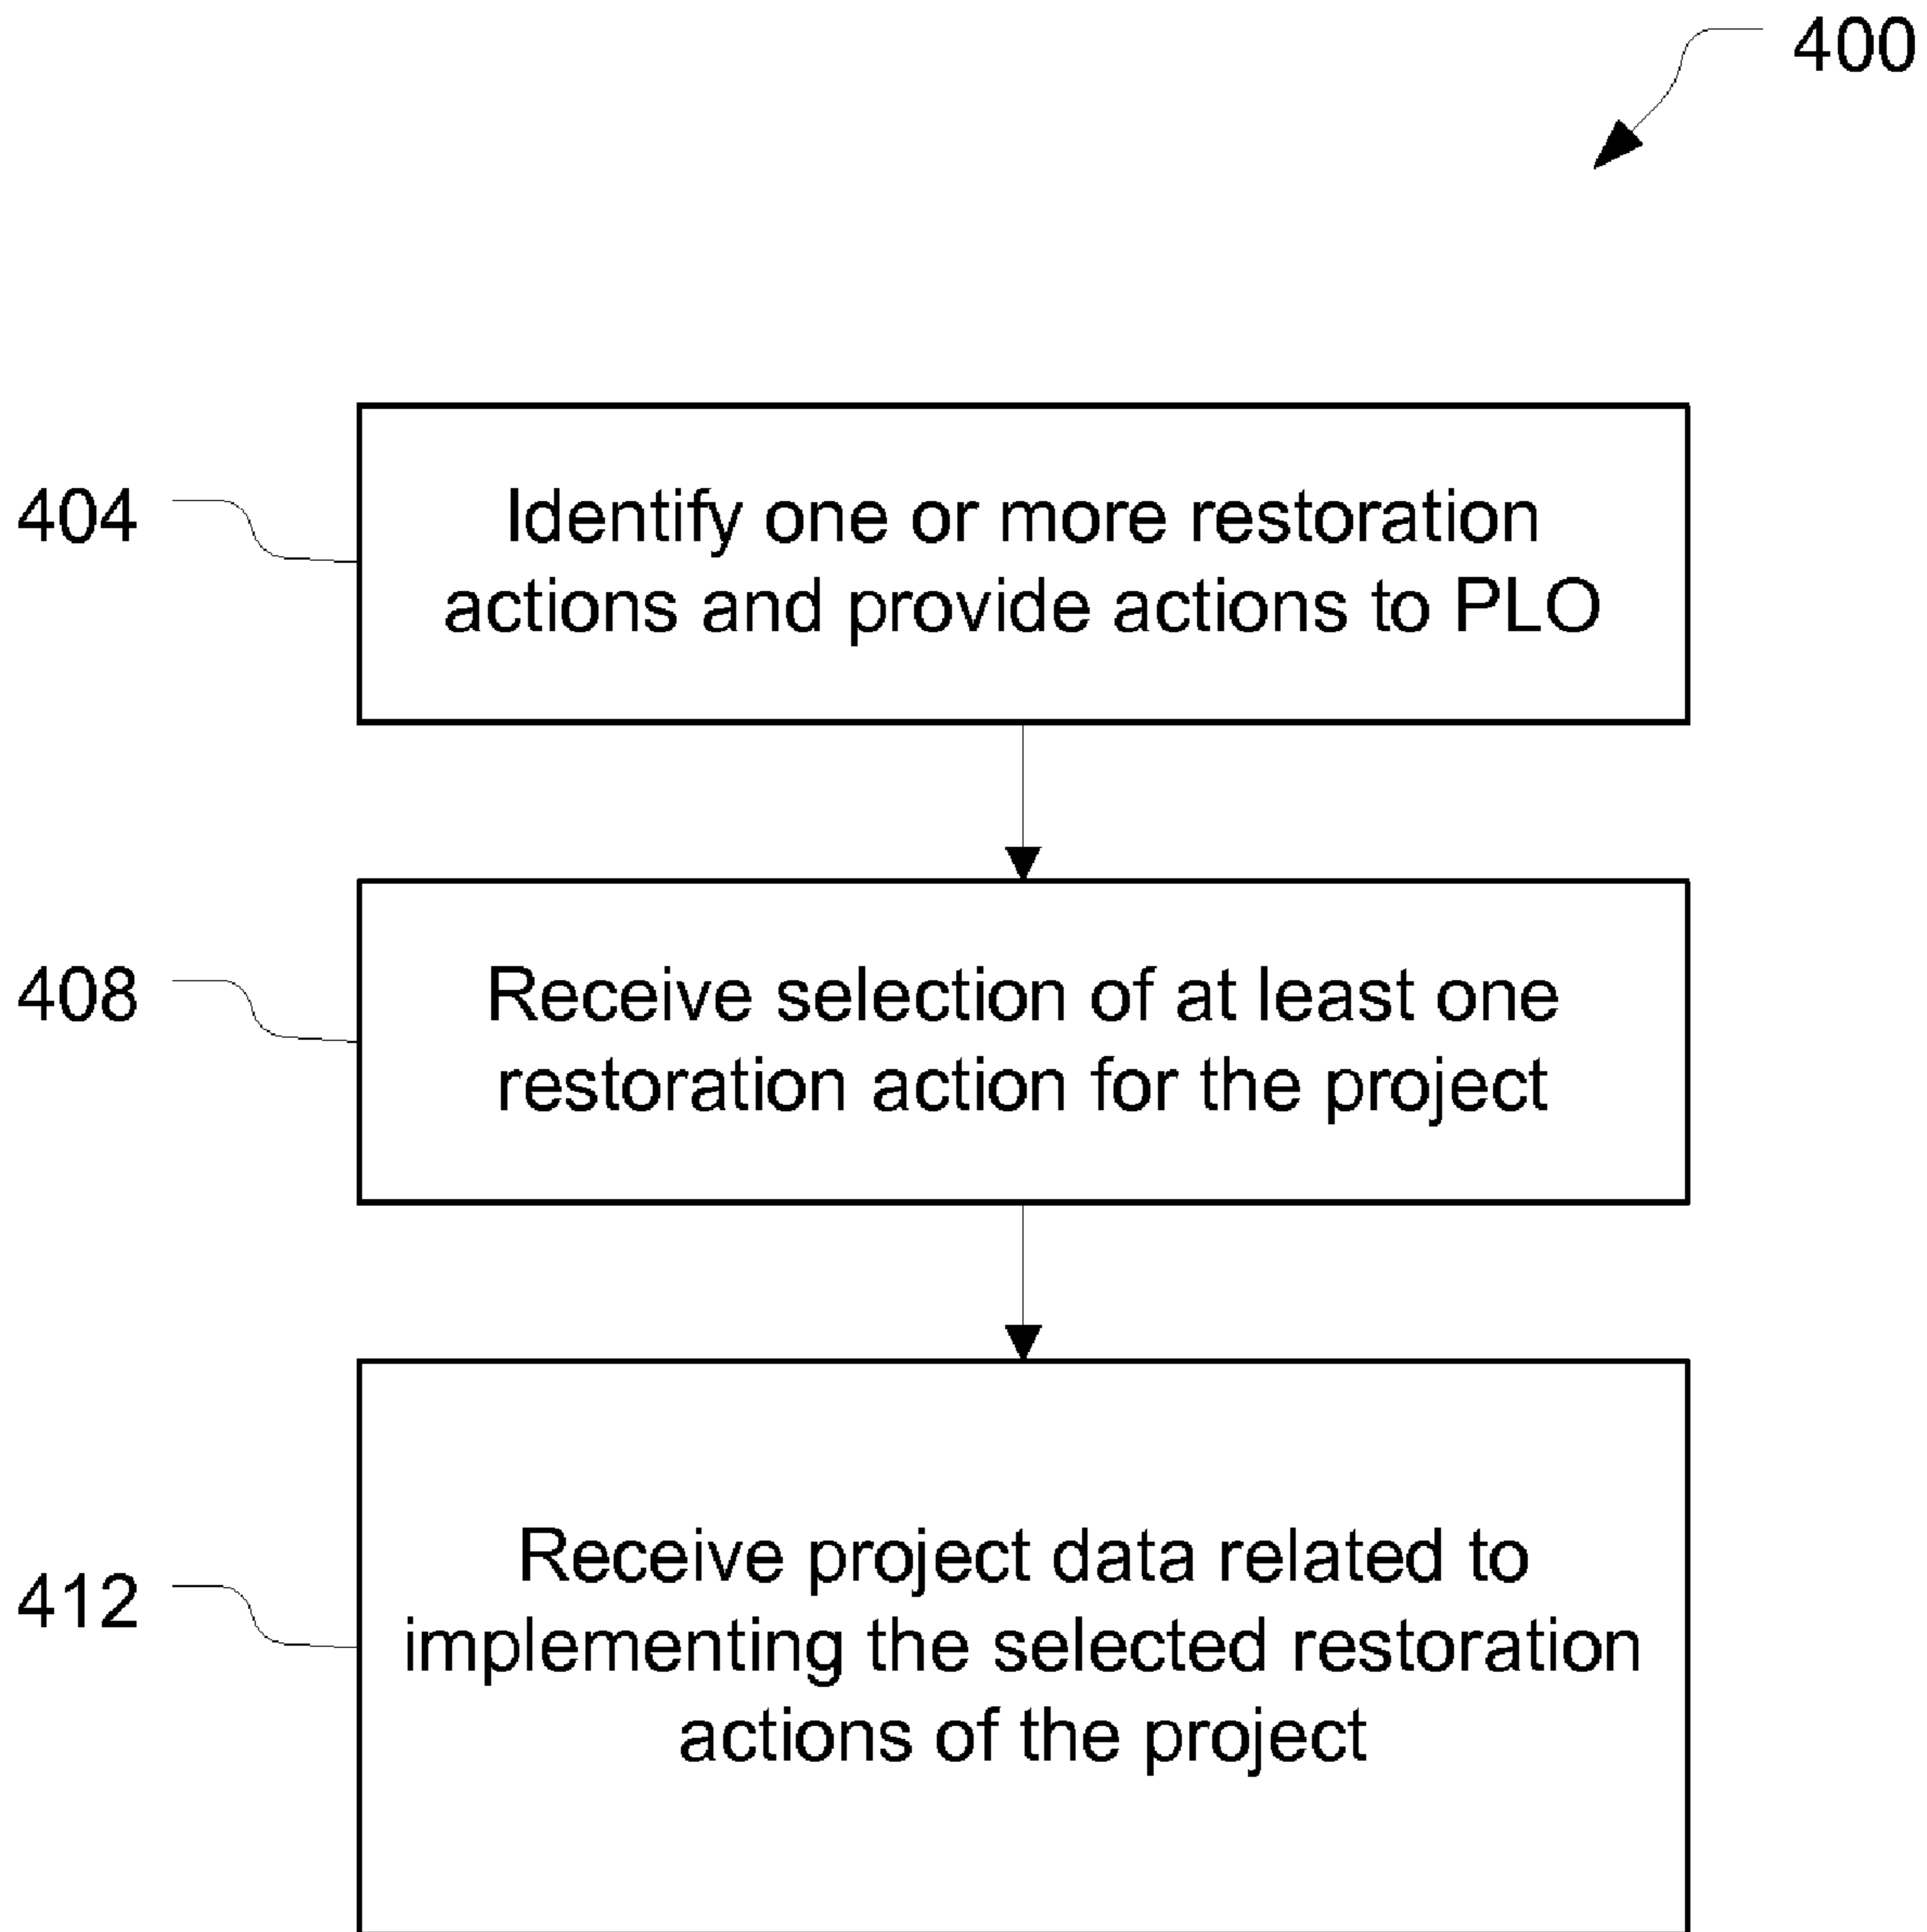 400
404
Identify one or more restoration
actions and provide actions to PLO
408
Receive selection of at least one
restoration action for the project
412
Receive project data related to
implementing the selected restoration
actions of the project